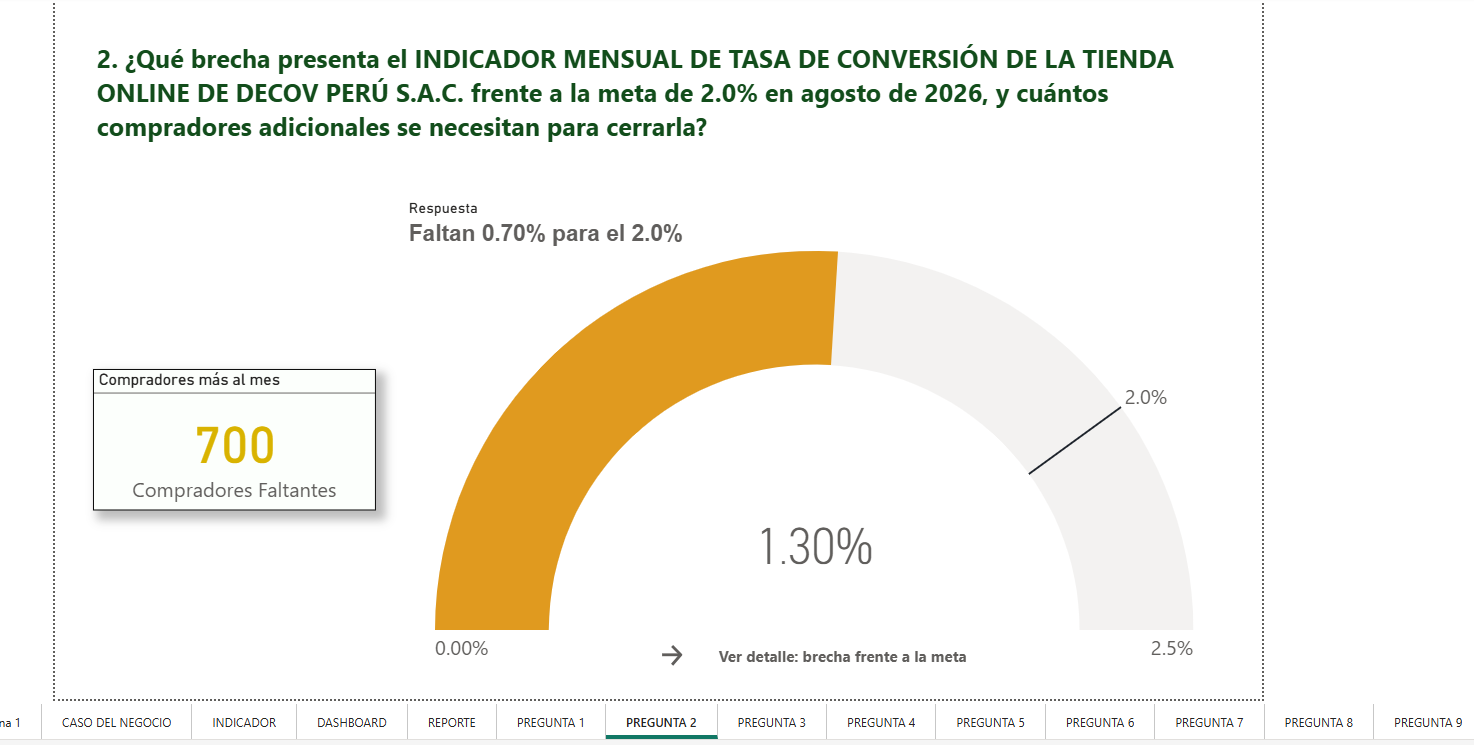 2. ¿Qué brecha presenta el INDICADOR MENSUAL DE TASA DE CONVERSIÓN DE LA TIENDA
ONLINE DE DECOV PERÚ S.A.C. frente a la meta de 2.0% en agosto de 2026, y cuántos
compradores adicionales se necesitan para cerrarla?
Respuesta
Faltan 0.70% para el 2.0%
Compradores más al mes
700
Compradores Faltantes
2.0%
1.30%
0.00%
2.5%
Ver detalle: brecha frente a la meta
na 1
CASO DEL NEGOCIO
INDICADOR
DASHBOARD
REPORTE
PREGUNTA 1
PREGUNTA 2
PREGUNTA 3
PREGUNTA 4
PREGUNTA 5
PREGUNTA 6
PREGUNTA 7
PREGUNTA 8
PREGUNTA 9